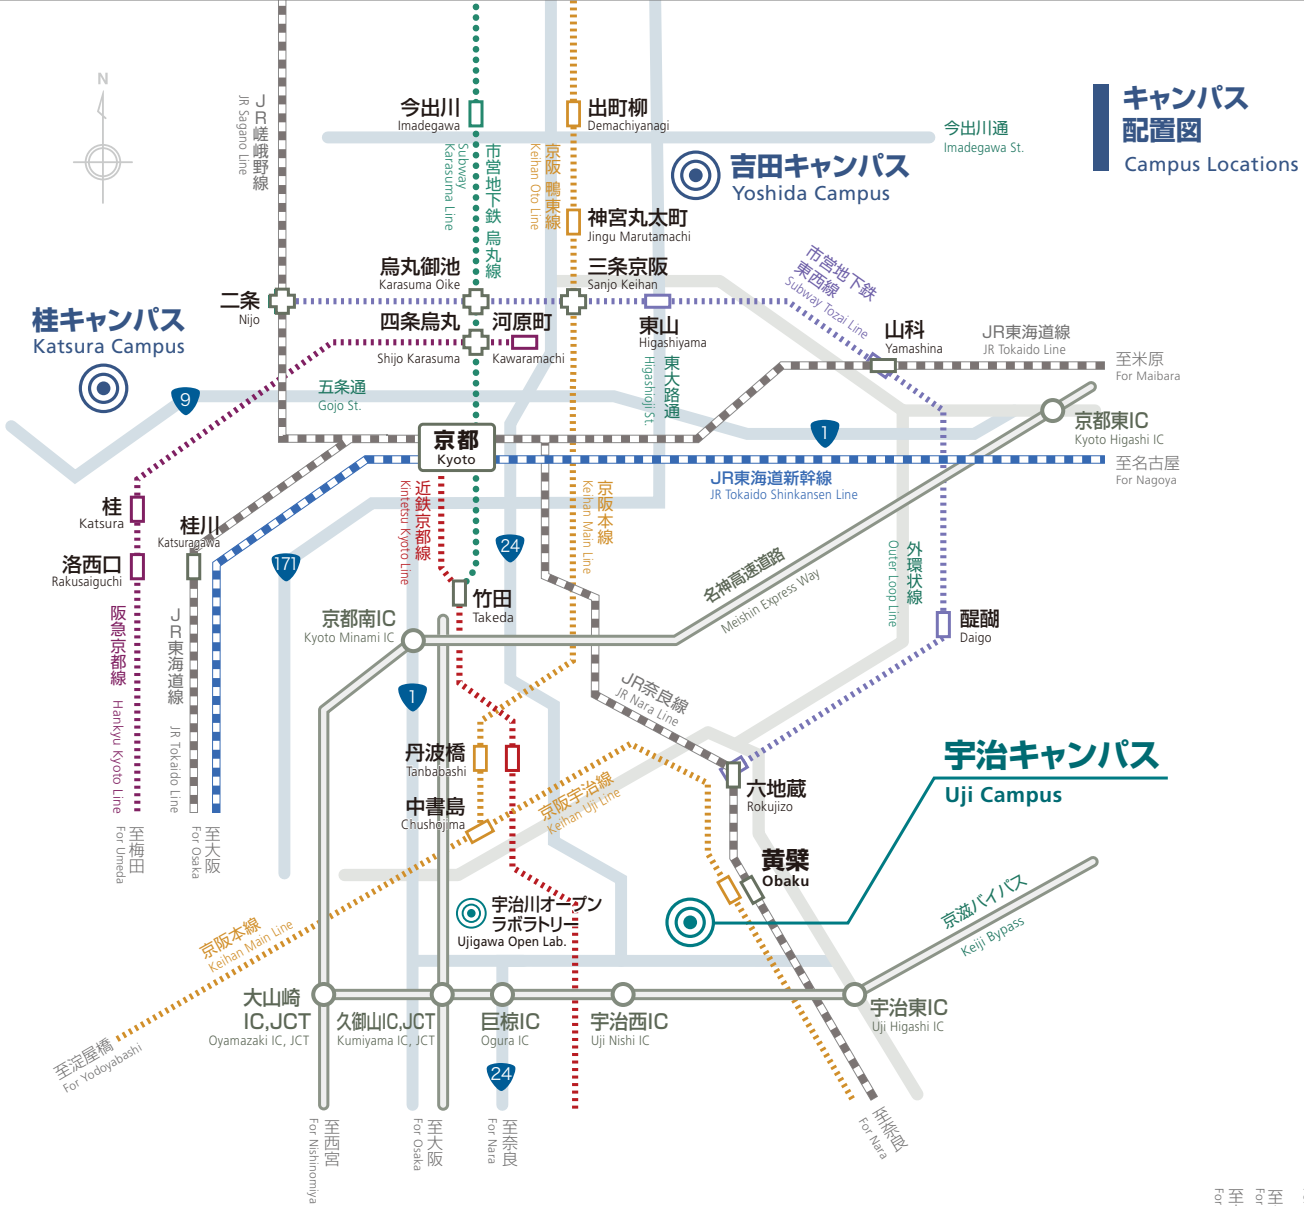 N
キャンパス
配置図
Campus Locations
JR嵯峨野線
JR Sagano Line
今出川
Imadegawa
出町柳
Demachiyanagi
今出川通
Imadegawa St.
市営地下鉄 烏丸線
Subway
Karasuma Line
京阪 鴨東線
Keihan Oto Line
吉田キャンパス
Yoshida Campus
神宮丸太町
Jingu Marutamachi
烏丸御池
Karasuma Oike
三条京阪
Sanjo Keihan
市営地下鉄
東西線
Subway Tozai Line
二条
Nijo
四条烏丸
Shijo Karasuma
河原町
Kawaramachi
東山
Higashiyama
山科
Yamashina
JR東海道線
JR Tokaido Line
至米原
For Maibara
桂キャンパス
Katsura Campus
9
五条通
Gojo St.
東大路通
Higashioji St.
1
京都東IC
Kyoto Higashi IC
京都
Kyoto
至名古屋
For Nagoya
JR東海道新幹線
JR Tokaido Shinkansen Line
桂
Katsura
桂川
Katsuragawa
近鉄京都線
Kintetsu Kyoto Line
京阪本線
Keihan Main Line
24
171
洛西口
Rakusaiguchi
名神高速道路
Meishin Express Way
外環状線
Outer Loop Line
竹田
Takeda
京都南IC
Kyoto Minami IC
醍醐
Daigo
阪急京都線
Hankyu Kyoto Line
JR東海道線
JR Tokaido Line
1
JR奈良線
JR Nara Line
丹波橋
Tanbabashi
中書島
Chushojima
京阪宇治線
Keihan Uji Line
六地蔵
Rokujizo
宇治キャンパス
Uji Campus
至梅田
For Umeda
至大阪
For Osaka
黄檗
Obaku
宇治川オープン
ラボラトリー
Ujigawa Open Lab.
京滋バイパス
Keiji Bypass
京阪本線
Keihan Main Line
大山崎
IC,JCT
Oyamazaki IC, JCT
久御山IC,JCT
Kumiyama IC, JCT
巨椋IC
Ogura IC
宇治西IC
Uji Nishi IC
宇治東IC
Uji Higashi IC
至淀屋橋
For Yodoyabashi
24
至西宮
For Nishinomiya
至大阪
For Osaka
至奈良
For Nara
至奈良
For Nara
至
For
至
For